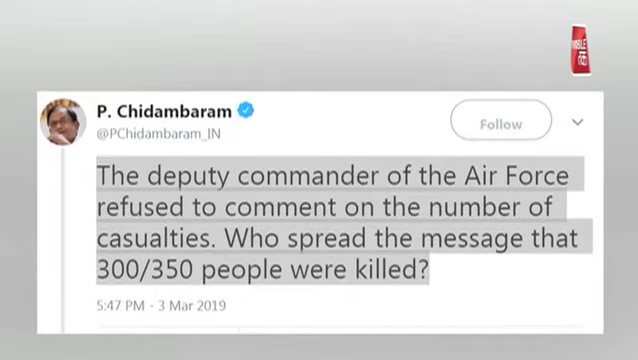 P. Chidambaram
@PChidambaram_IN
Follow
The deputy commander of the Air Force
refused to comment on the number of
casualties. Who spread the message that
300/350 people were killed?
5:47 PM - 3 Mar 2019